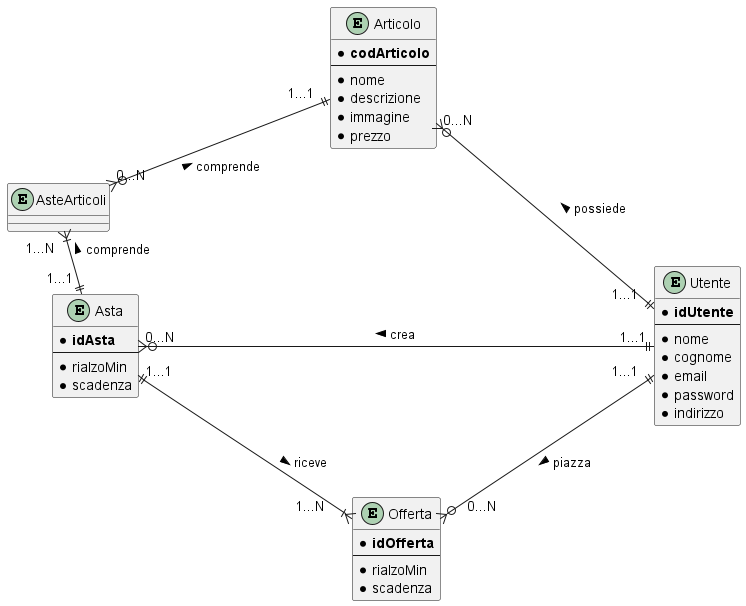 E Articolo
codArticolo
nome
descrizione
immagine
prezzo
1...1
0...N
0...N
comprende
E AsteArticoli
possiede
1...N
comprende
1...1
1...1
E Utente
idUtente
nome
cognome
email
password
indirizzo
E Asta
idAsta
rialzoMin
scadenza
0...N
crea
1...1
1...1
1...1
riceve
piazza
1...N
0...N
E Offerta
idOfferta
rialzoMin
scadenza